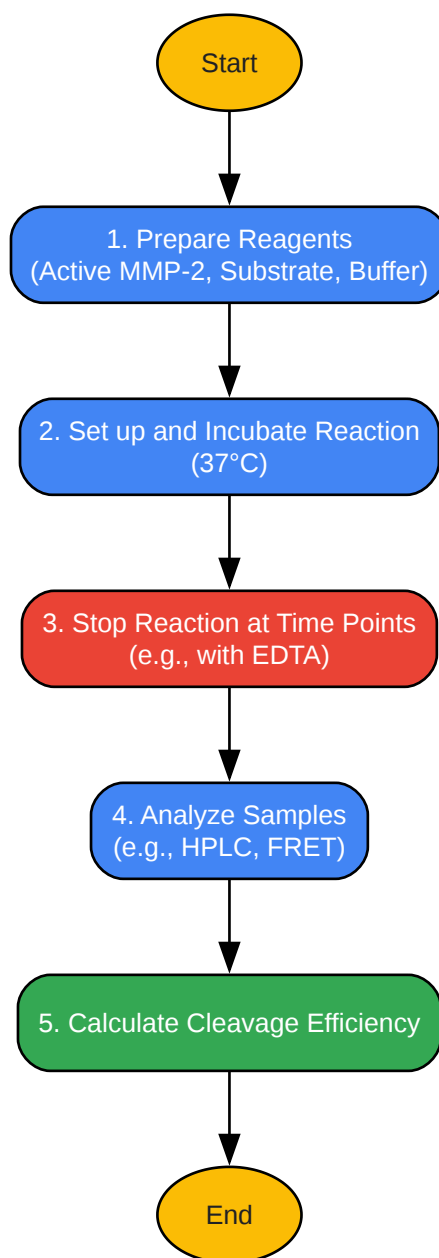 Start
1. Prepare Reagents
(Active MMP-2, Substrate, Buffer)
2. Set up and Incubate Reaction
(37°C)
3. Stop Reaction at Time Points
(e.g., with EDTA)
4. Analyze Samples
(e.g., HPLC, FRET)
5. Calculate Cleavage Efficiency
End